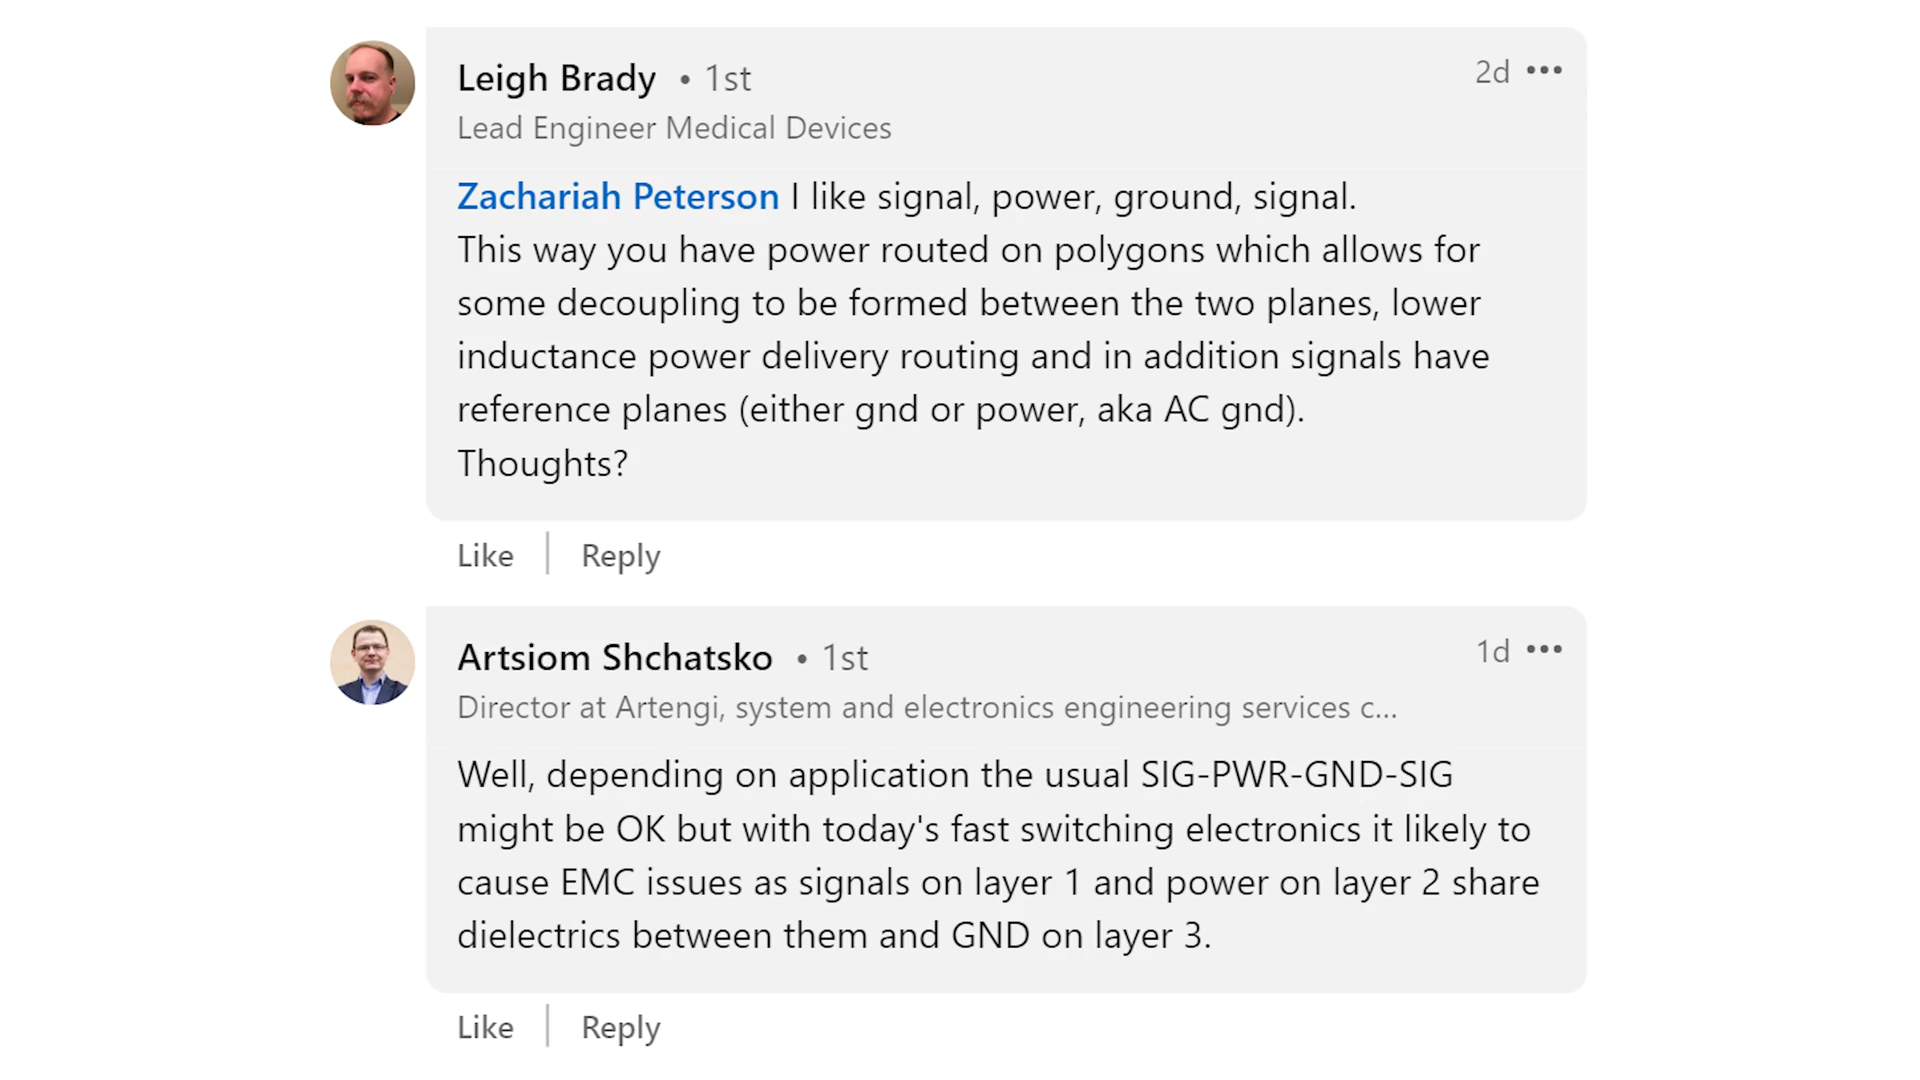 Leigh Brady • 1st
2d •••
Lead Engineer Medical Devices
Zachariah Peterson I like signal, power, ground, signal.
This way you have power routed on polygons which allows for
some decoupling to be formed between the two planes, lower
inductance power delivery routing and in addition signals have
reference planes (either gnd or power, aka AC gnd).
Thoughts?
Like | Reply
Artsiom Shchatsko • 1st
1d •••
Director at Artengi, system and electronics engineering services c...
Well, depending on application the usual SIG-PWR-GND-SIG
might be OK but with today's fast switching electronics it likely to
cause EMC issues as signals on layer 1 and power on layer 2 share
dielectrics between them and GND on layer 3.
Like | Reply